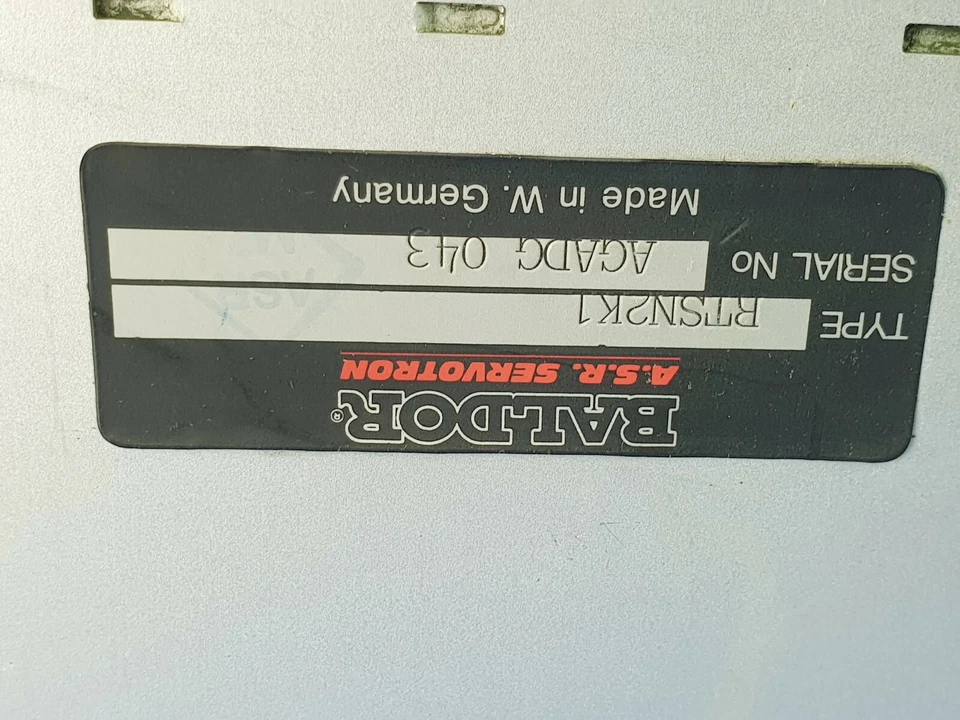 BALDOR®
A.S.R. SERVOTRON
TYPE RTSN2K1
SERIAL No AGADG 043
Made in W. Germany